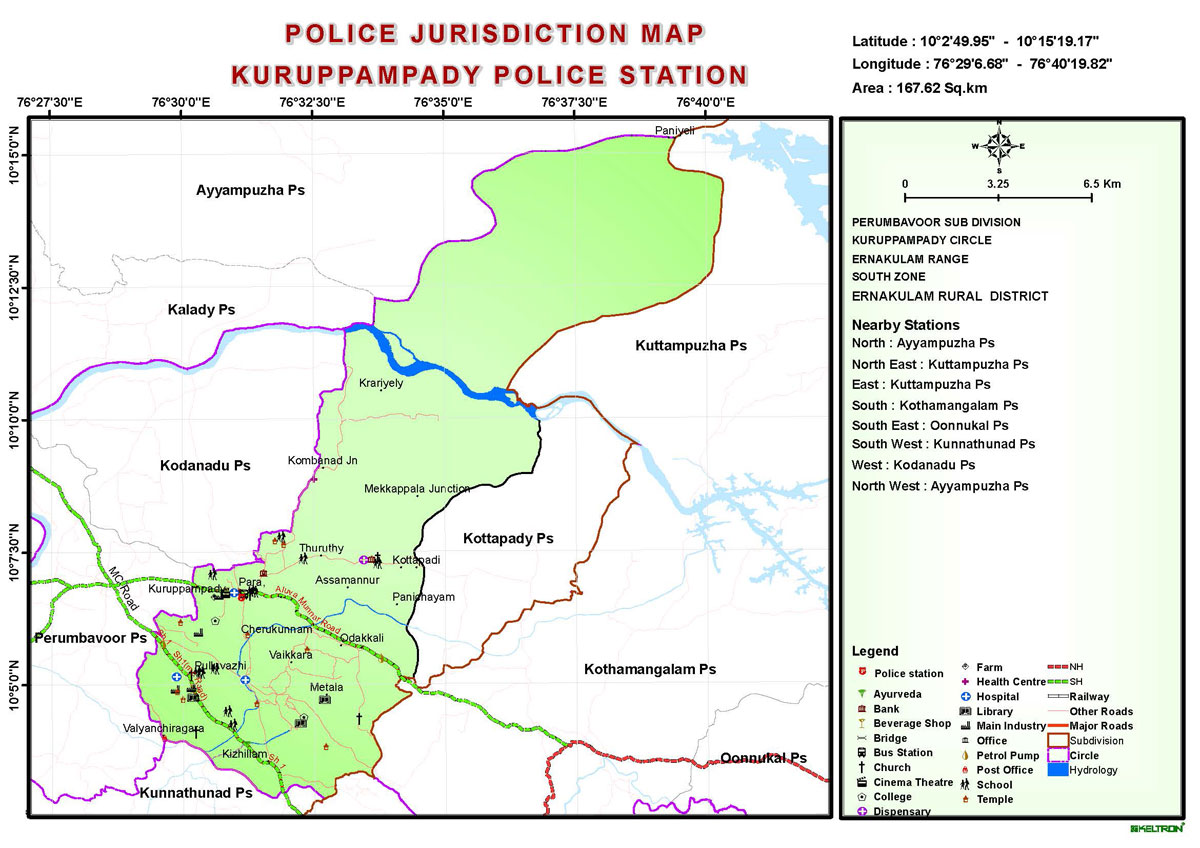 POLICE JURISDICTION MAP
KURUPPAMPADY POLICE STATION
Latitude : 10°2'49.95" - 10°15'19.17"
Longitude : 76°29'6.68" - 76°40'19.82"
Area : 167.62 Sq.km
76°27'30"E
76°30'0"E
76°32'30"E
76°35'0"E
76°37'30"E
76°40'0"E
10°15'0"N
10°12'30"N
10°10'0"N
10°7'30"N
10°5'0"N
Paniyeli
Ayyampuzha Ps
Kalady Ps
Kuttampuzha Ps
Krariyely
Kodanadu Ps
Kombanad Jn
Mekkappala Junction
Kottapady Ps
Thuruthy
Kottapadi
MC Road
Kuruppampady
Para
Assamannur
Aluva Munnar Road
Panichayam
Perumbavoor Ps
Cherukunnam
Odakkali
Sh.1
Sh1(mc Road)
Pulluvazhi
Vaikkara
Kothamangalam Ps
Metala
Valyanchiragara
Kizhillam
Sh.1
Oonnukal Ps
Kunnathunad Ps
N
W
E
S
0
3.25
6.5 Km
PERUMBAVOOR SUB DIVISION
KURUPPAMPADY CIRCLE
ERNAKULAM RANGE
SOUTH ZONE
ERNAKULAM RURAL DISTRICT
Nearby Stations
North : Ayyampuzha Ps
North East : Kuttampuzha Ps
East : Kuttampuzha Ps
South : Kothamangalam Ps
South East : Oonnukal Ps
South West : Kunnathunad Ps
West : Kodanadu Ps
North West : Ayyampuzha Ps
Legend
Police station
Ayurveda
Bank
Beverage Shop
Bridge
Bus Station
Church
Cinema Theatre
College
Dispensary
Farm
Health Centre
Hospital
Library
Main Industry
Office
Petrol Pump
Post Office
School
Temple
NH
SH
Railway
Other Roads
Major Roads
Subdivision
Circle
Hydrology
KELTRON